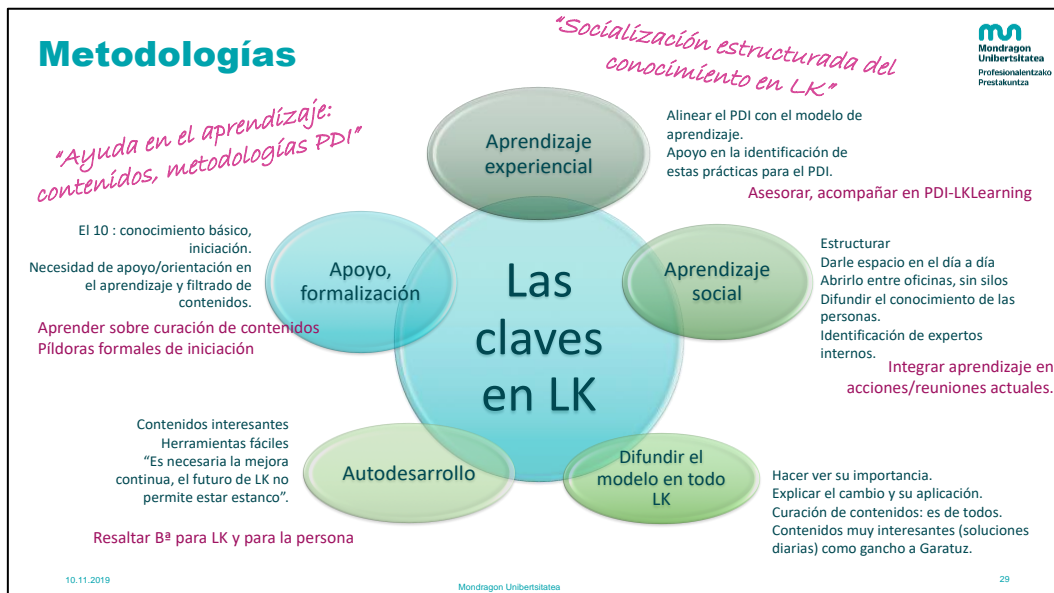 Metodologías
"Socialización estructurada del
conocimiento en LK"
Mondragon
Unibertsitatea
Profesionalentzako
Prestakuntza
"Ayuda en el aprendizaje:
contenidos, metodologías PDI"
Aprendizaje
experiencial
Alinear el PDI con el modelo de
aprendizaje.
Apoyo en la identificación de
estas prácticas para el PDI.
Asesorar, acompañar en PDI-LKLearning
El 10 : conocimiento básico,
iniciación.
Necesidad de apoyo/orientación en
el aprendizaje y filtrado de
contenidos.
Aprender sobre curación de contenidos
Píldoras formales de iniciación
Apoyo,
formalización
Las
claves
en LK
Aprendizaje
social
Estructurar
Darle espacio en el día a día
Abrirlo entre oficinas, sin silos
Difundir el conocimiento de las
personas.
Identificación de expertos
internos.
Integrar aprendizaje en
acciones/reuniones actuales.
Contenidos interesantes
Herramientas fáciles
"Es necesaria la mejora
continua, el futuro de LK no
permite estar estanco".
Resaltar Bª para LK y para la persona
Autodesarrollo
Difundir el
modelo en todo
LK
Hacer ver su importancia.
Explicar el cambio y su aplicación.
Curación de contenidos: es de todos.
Contenidos muy interesantes (soluciones
diarias) como gancho a Garatuz.
10.11.2019
Mondragon Unibertsitatea
29